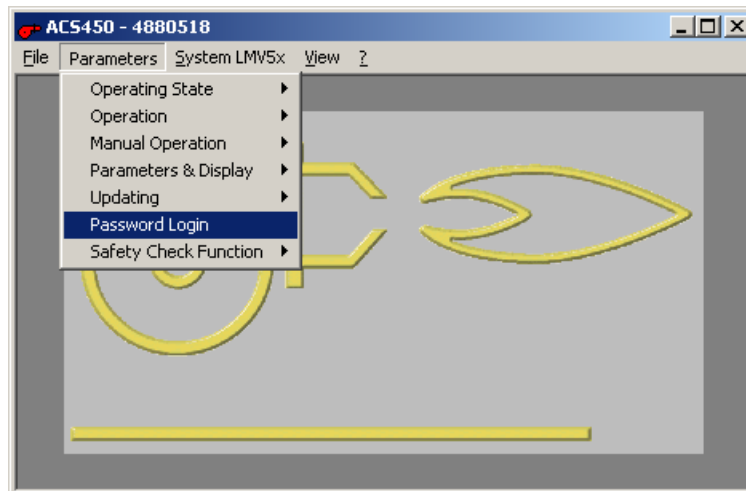 ACS450 - 4880518
File Parameters System LMV5x View ?
Operating State
Operation
Manual Operation
Parameters & Display
Updating
Password Login
Safety Check Function